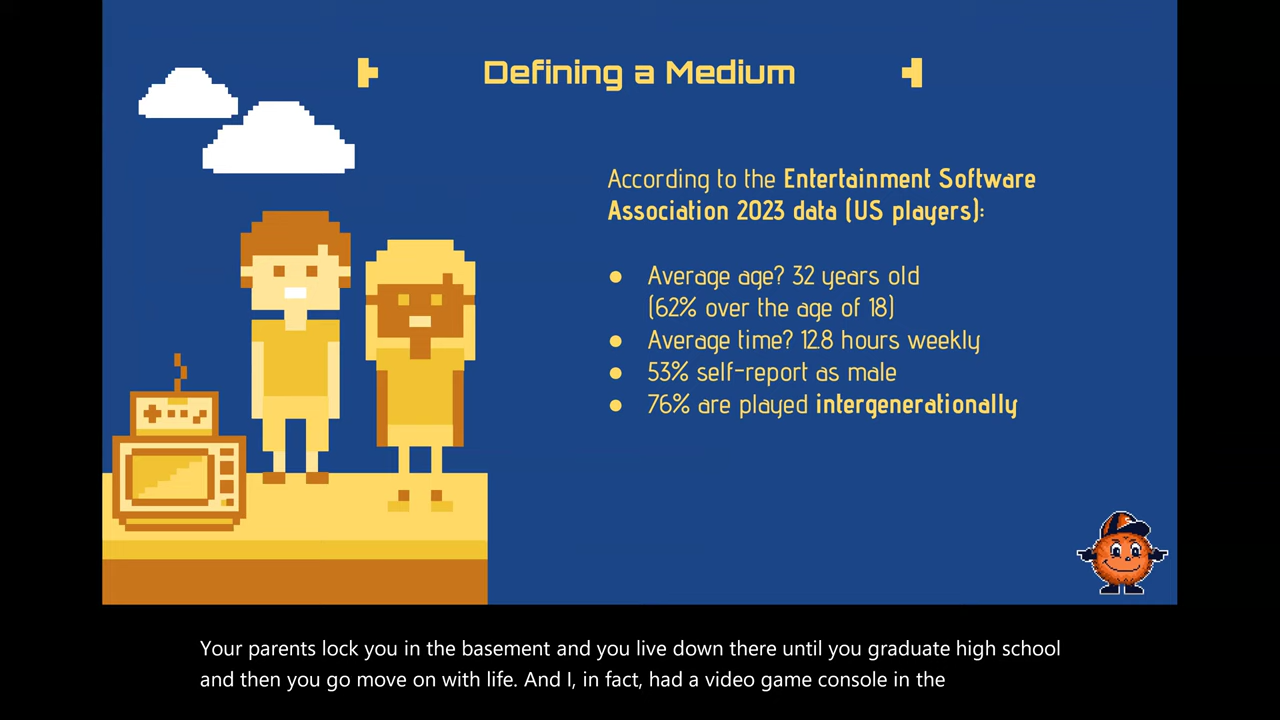 Defining a Medium
According to the Entertainment Software
Association 2023 data (US players):
● Average age? 32 years old
(62% over the age of 18)
● Average time? 12.8 hours weekly
● 53% self-report as male
● 76% are played intergenerationally
Your parents lock you in the basement and you live down there until you graduate high school
and then you go move on with life. And I, in fact, had a video game console in the